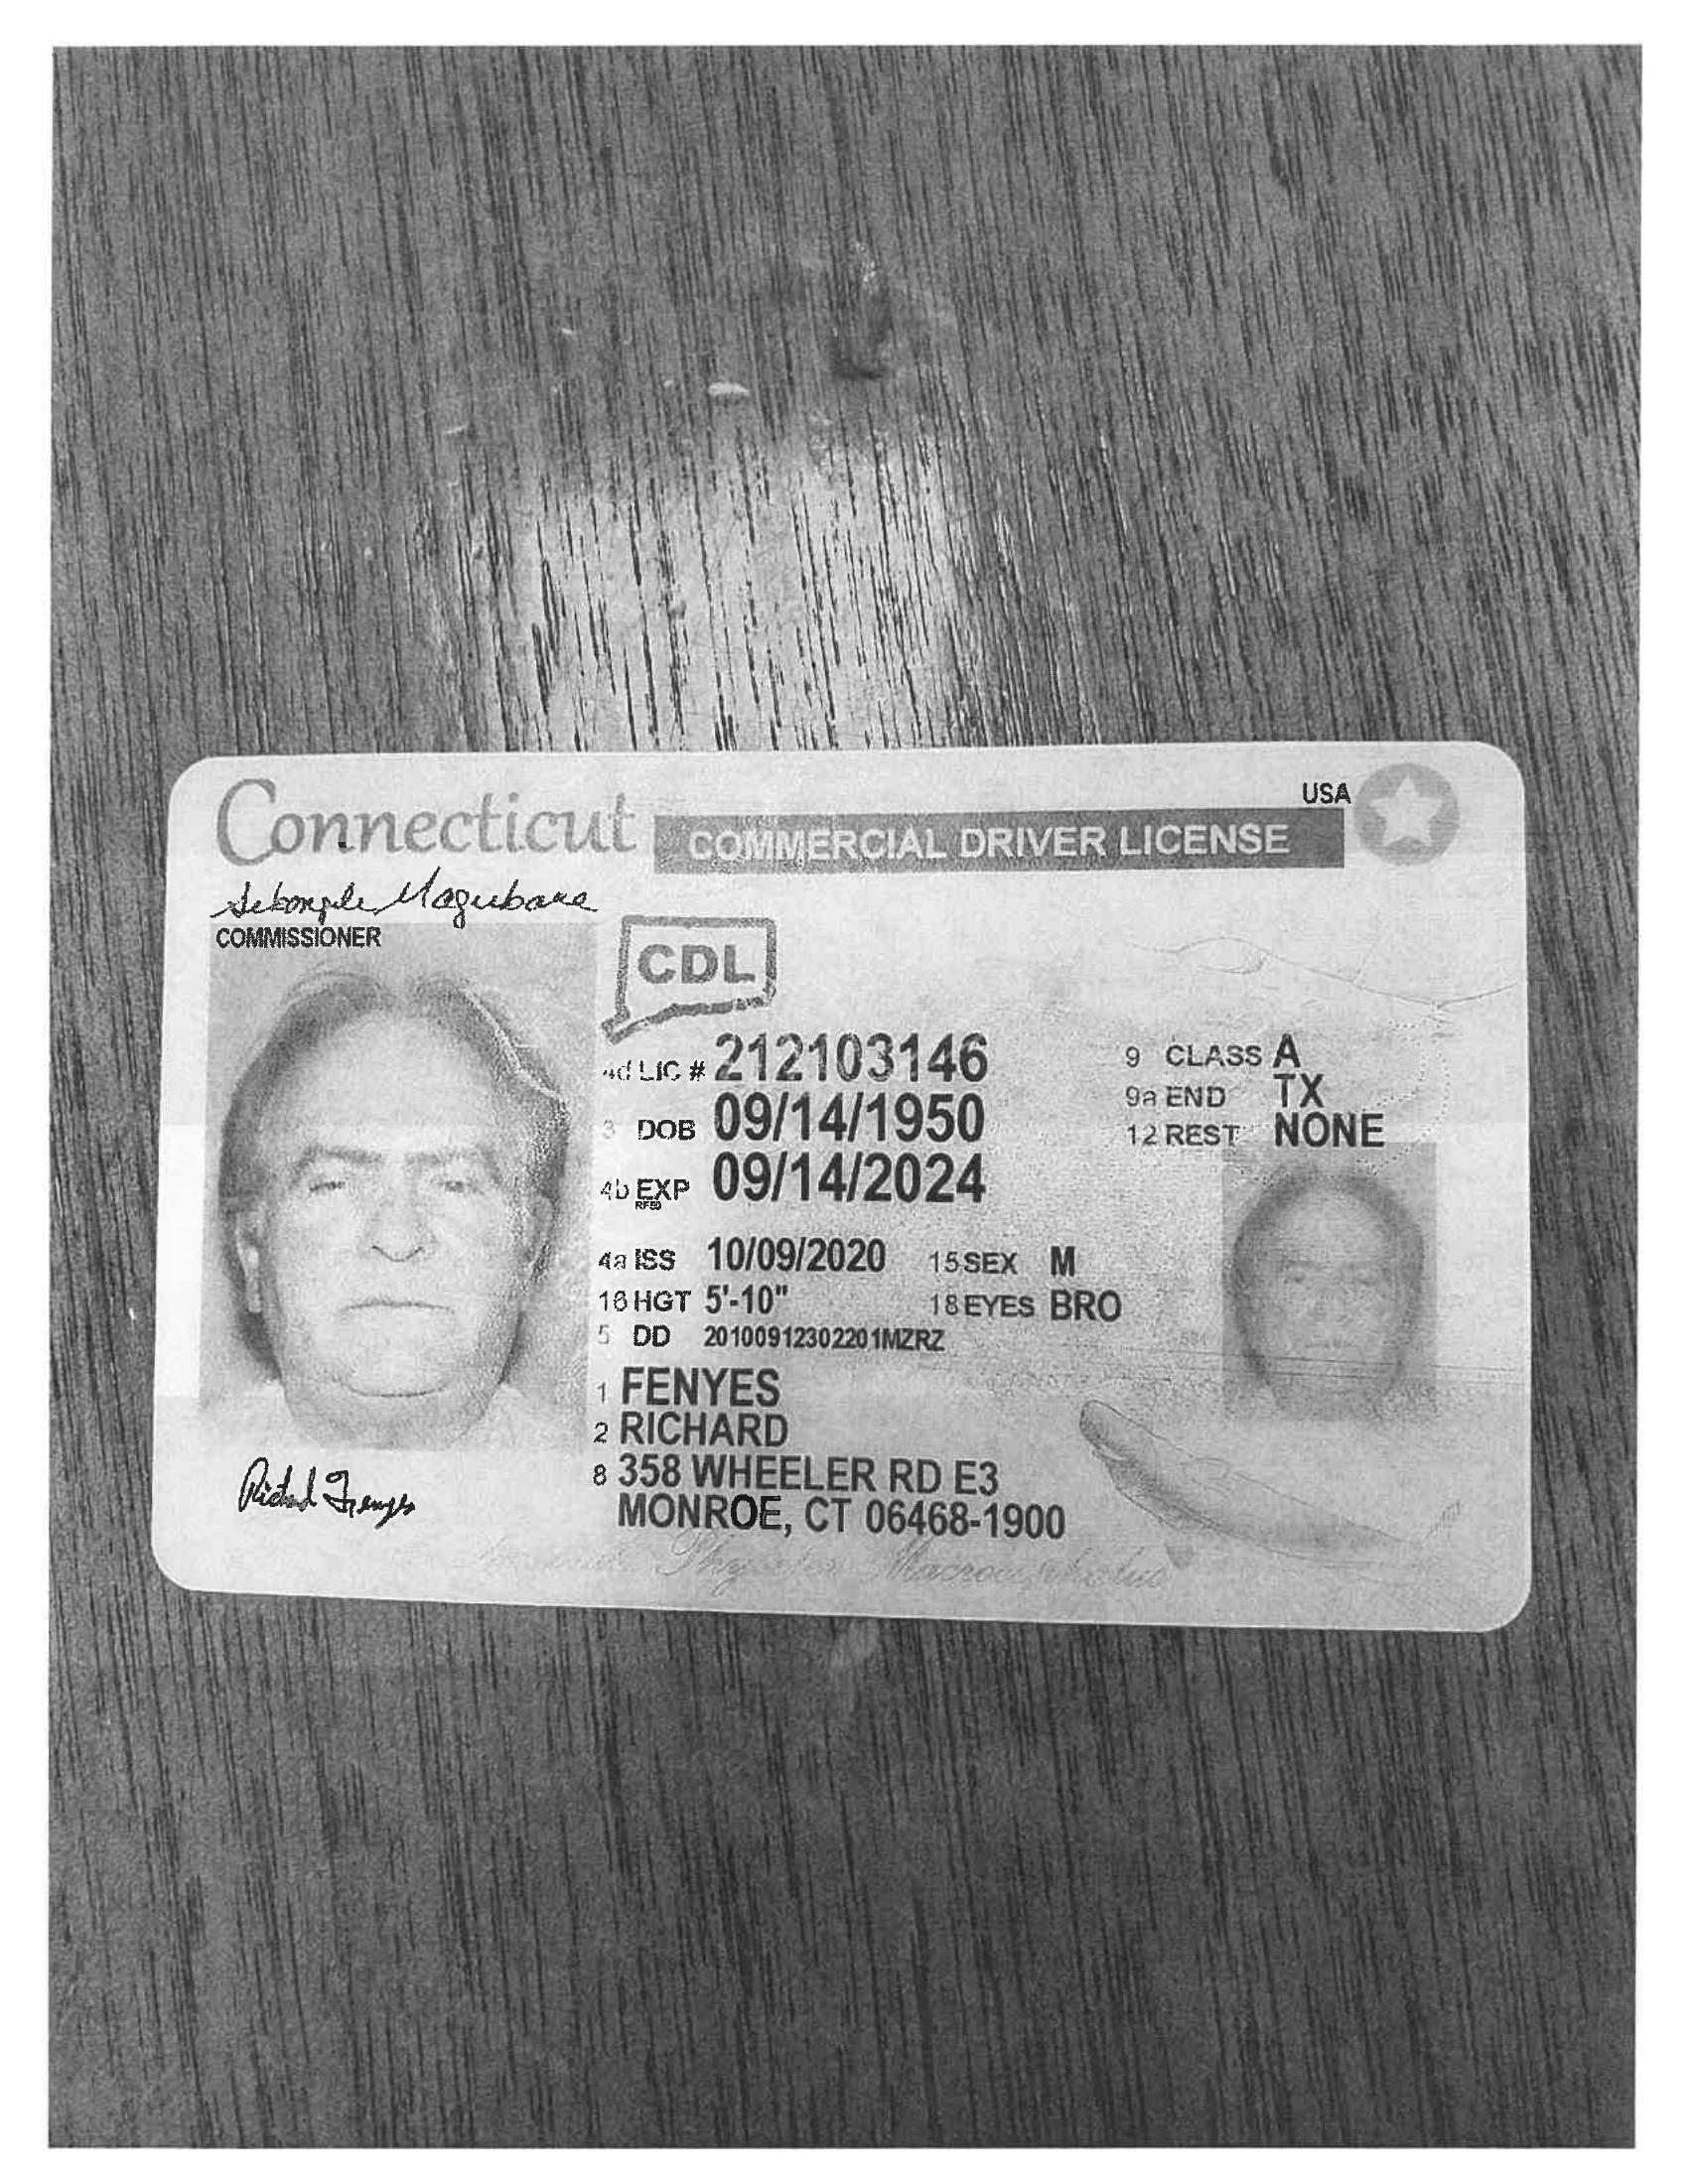 USA
Connecticut COMMERCIAL DRIVER LICENSE
COMMISSIONER
CDL
4d LIC # 212103146
9 CLASS A
3 DOB 09/14/1950
9a END TX
12 REST NONE
4b EXP 09/14/2024
4a ISS 10/09/2020 15 SEX M
16 HGT 5'-10" 18 EYES BRO
5 DD 20100912302201MZRZ
1 FENYES
2 RICHARD
8 358 WHEELER RD E3
MONROE, CT 06468-1900
Richard Fenyes